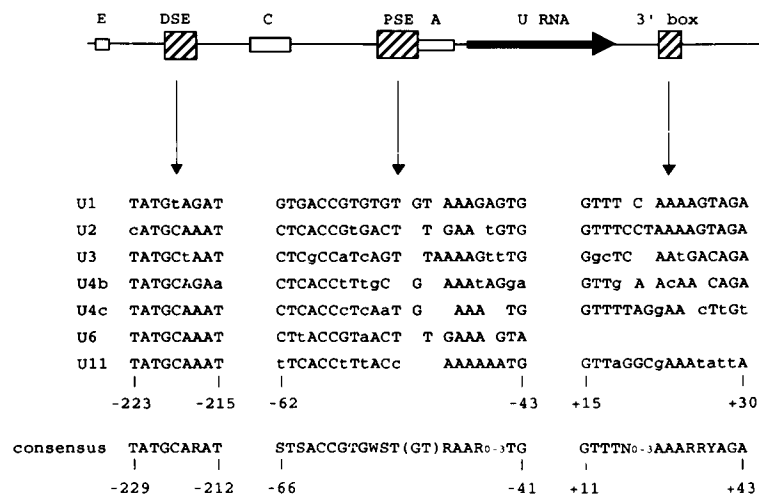 E DSE C PSE A U RNA 3' box
U1 TATGtAGAT GTGACCGTGTGT GT AAAGAGTG GTTT C AAAAGTAGA
U2 cATGCAAAT CTCACCGtGACT T GAA tGTG GTTTCCTAAAAGTAGA
U3 TATGCtAAT CTCgCCaTcAGT TAAAAGttTG GgcTC AAtGACAGA
U4b TATGCAGAa CTCACCtTtgC G AAAtAGga GTTg A AcAA CAGA
U4c TATGCAAAT CTCACCcTcAaT G AAA TG GTTTTAGgAA cTtGt
U6 TATGCAAAT CTtACCGTaACT T GAAA GTA
U11 TATGCAAAT tTCACCtTtACc AAAAAATG GTTaGGCgAAAtattA
-223 -215 -62 -43 +15 +30
consensus TATGCARAT STSACCGTGWST(GT)RAAR0-3TG GTTTN0-3AAARRYAGA
-229 -212 -66 -41 +11 +43